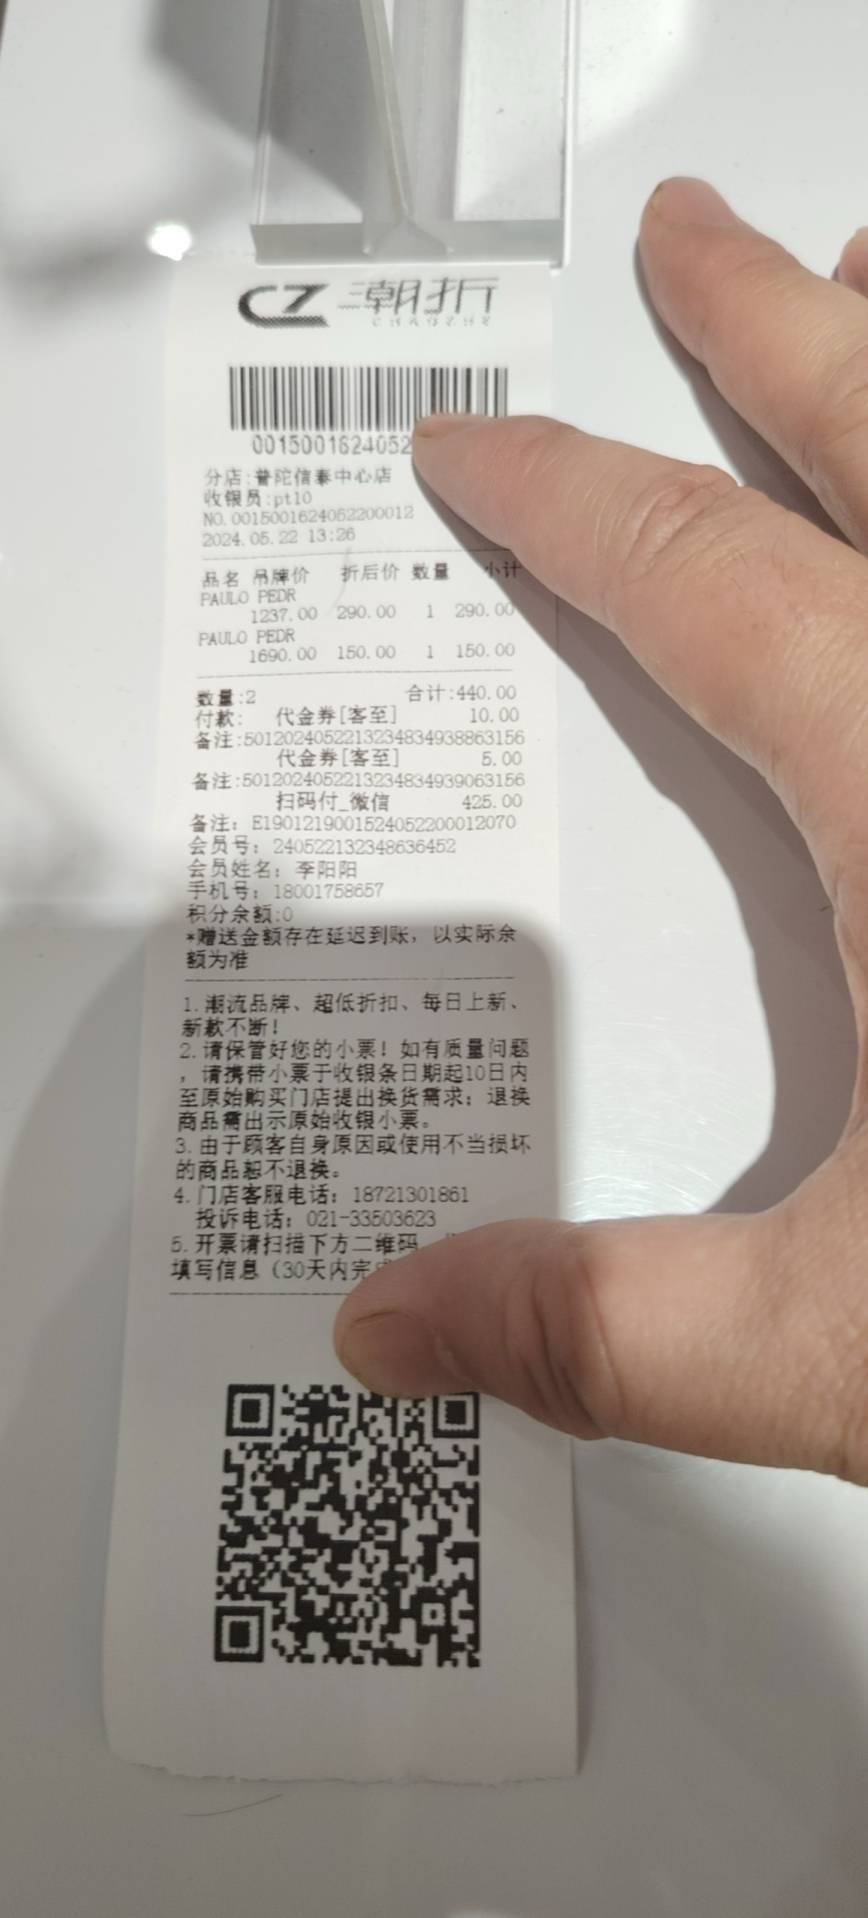 CZ 潮折
CHAOZHE
0015001624052
分店:普陀信泰中心店
收银员:pt10
NO.0015001624052200012
2024.05.22 13:26
品名 吊牌价 折后价 数量 小计
PAULO PEDR
1237.00 290.00 1 290.00
PAULO PEDR
1690.00 150.00 1 150.00
数量:2 合计:440.00
付款: 代金券[客至] 10.00
备注:5012024052213234834938863156
代金券[客至] 5.00
备注:5012024052213234834939063156
扫码付_微信 425.00
备注: E1901219001524052200012070
会员号: 240522132348636452
会员姓名: 李阳阳
手机号: 18001758657
积分余额:0
*赠送金额存在延迟到账，以实际余
额为准
1.潮流品牌、超低折扣、每日上新、
新款不断！
2.请保管好您的小票！如有质量问题
，请携带小票于收银条日期起10日内
至原始购买门店提出换货需求；退换
商品需出示原始收银小票。
3.由于顾客自身原因或使用不当损坏
的商品恕不退换。
4.门店客服电话: 18721301861
投诉电话: 021-33503623
5.开票请扫描下方二维码
填写信息（30天内完